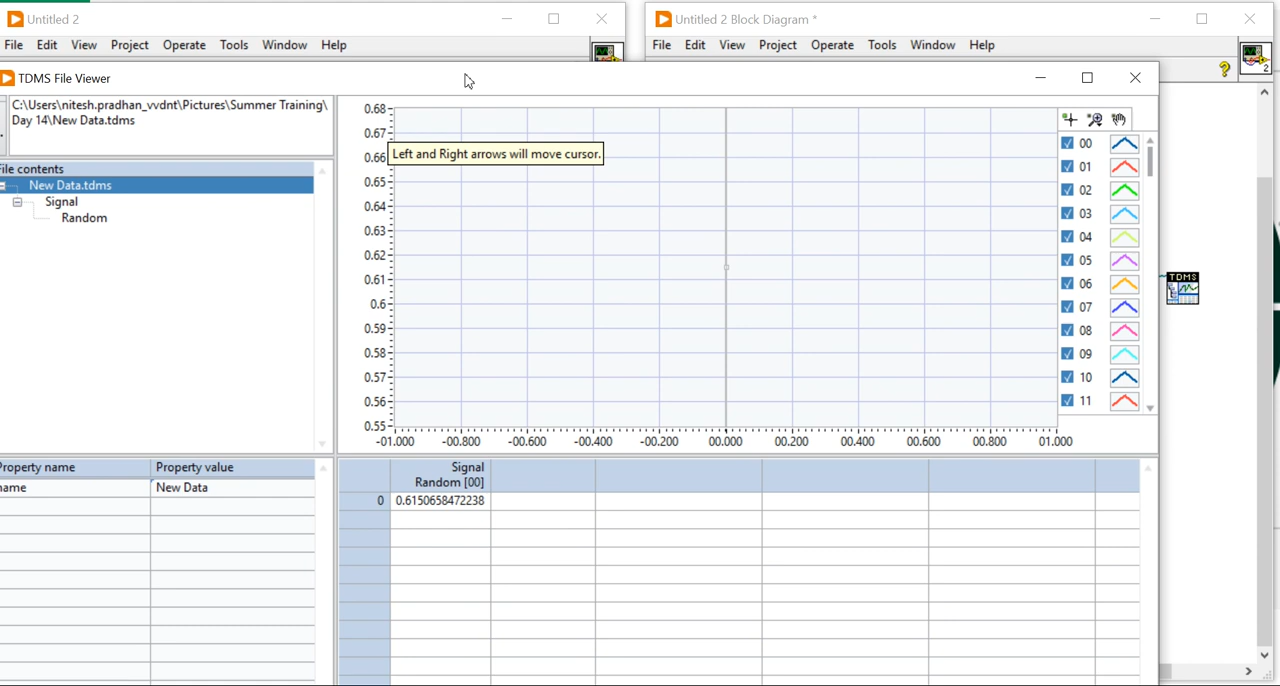 Untitled 2
File Edit View Project Operate Tools Window Help
Untitled 2 Block Diagram *
File Edit View Project Operate Tools Window Help
2
TDMS File Viewer
C:\Users\nitesh.pradhan_vvdnt\Pictures\Summer Training\
Day 14\New Data.tdms
File contents
New Data.tdms
Signal
Random
0.68
0.67
0.66
0.65
0.64
0.63
0.62
0.61
0.6
0.59
0.58
0.57
0.56
0.55
Left and Right arrows will move cursor.
-01.000 -00.800 -00.600 -00.400 -00.200 00.000 00.200 00.400 00.600 00.800 01.000
00
01
02
03
04
05
06
07
08
09
10
11
TDMS
Property name Property value
name New Data
Signal
Random [00]
0 0.6150658472238